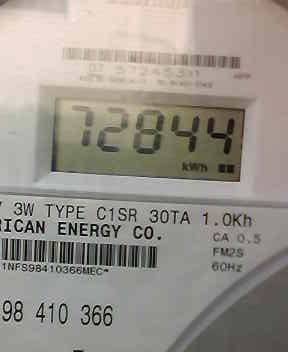 72844
kWh
3W TYPE C1SR 30TA 1.0Kh
RICAN ENERGY CO.
CA 0.5
FM2S
60Hz
1NFS98410366MEC*
98 410 366